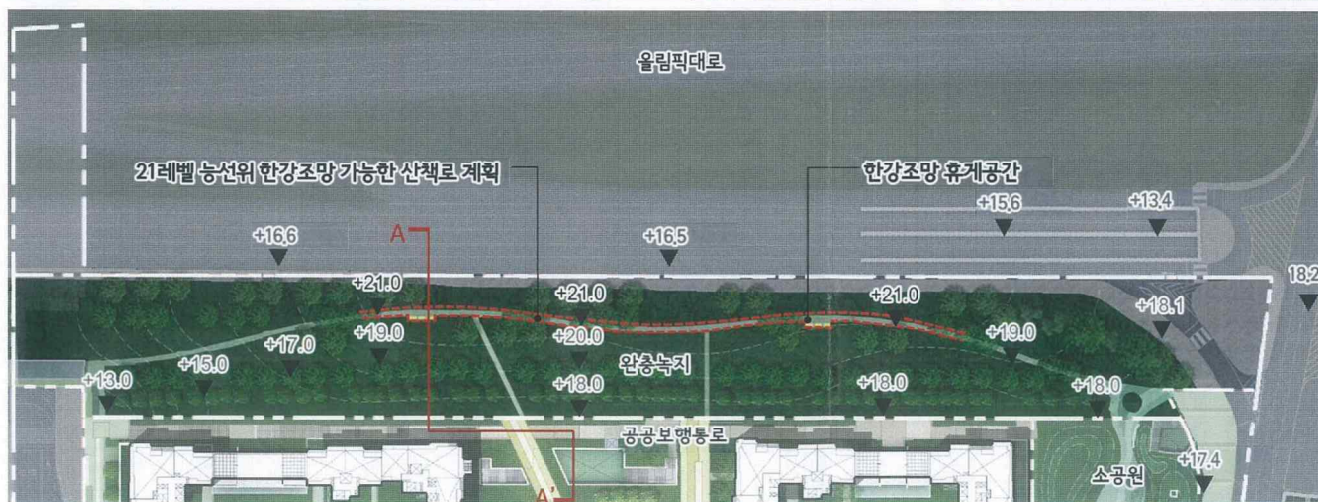 올림픽대로
21레벨 능선위 한강조망 가능한 산책로 계획
한강조망 휴게공간
+15.6
+13.4
A
+16.6
+16.5
18.2
+21.0
+21.0
+21.0
+18.1
+19.0
+20.0
+19.0
+17.0
완충녹지
+15.0
+13.0
+18.0
+18.0
+18.0
공공보행통로
소공원
+17.4
A'